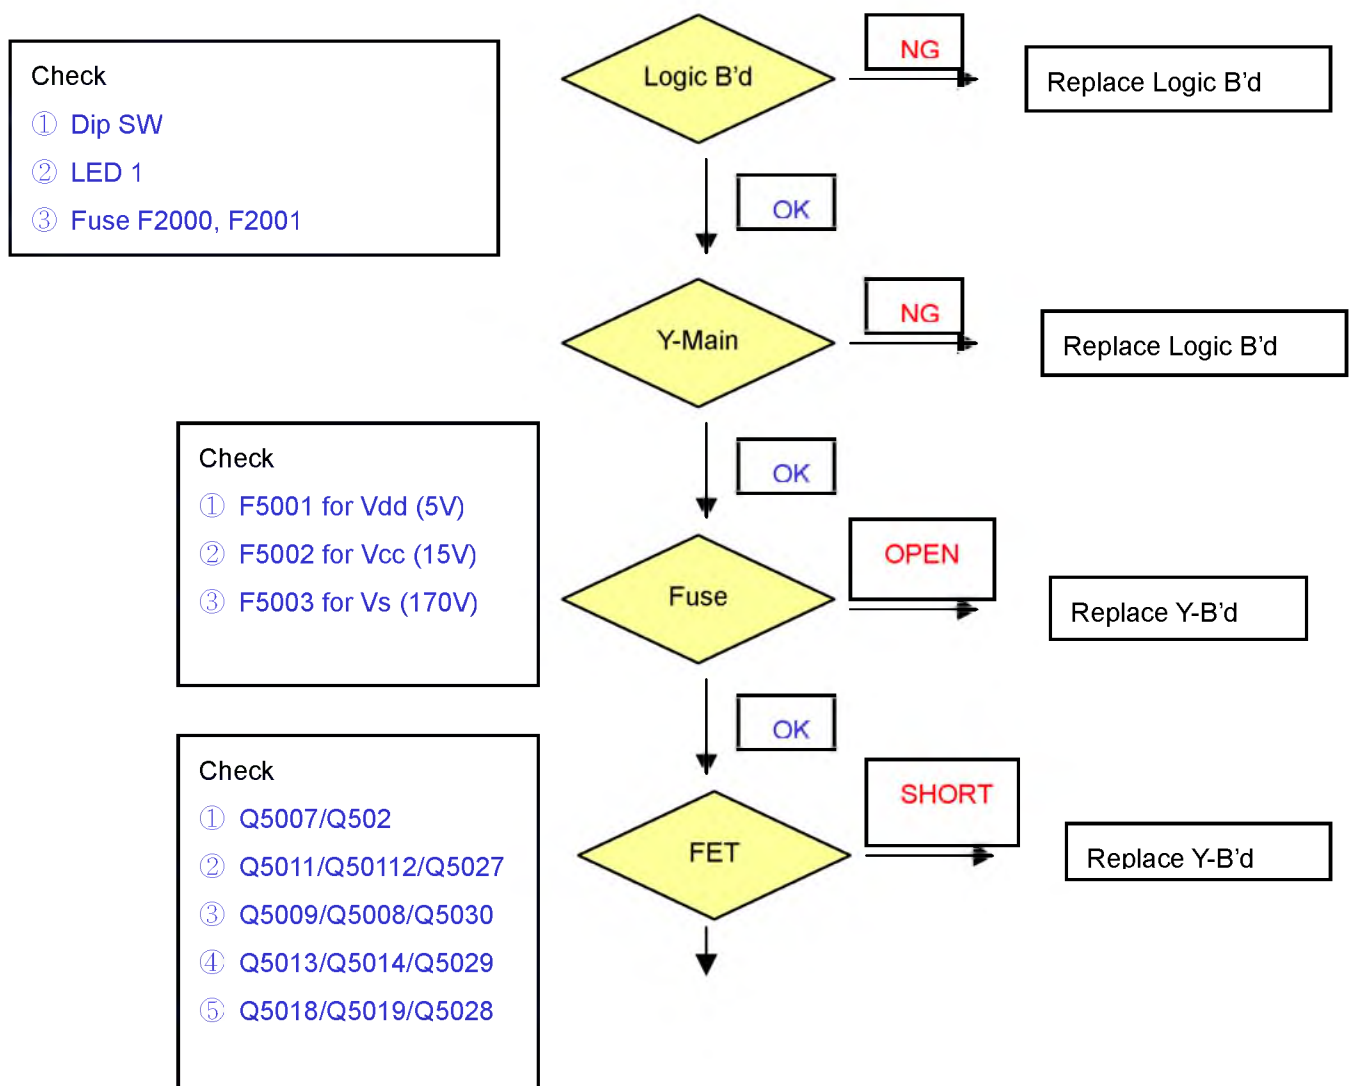 Check
① Dip SW
② LED 1
③ Fuse F2000, F2001
Logic B’d
NG
Replace Logic B’d
OK
Y-Main
NG
Replace Logic B’d
OK
Check
① F5001 for Vdd (5V)
② F5002 for Vcc (15V)
③ F5003 for Vs (170V)
Fuse
OPEN
Replace Y-B’d
OK
Check
① Q5007/Q502
② Q5011/Q50112/Q5027
③ Q5009/Q5008/Q5030
④ Q5013/Q5014/Q5029
⑤ Q5018/Q5019/Q5028
FET
SHORT
Replace Y-B’d